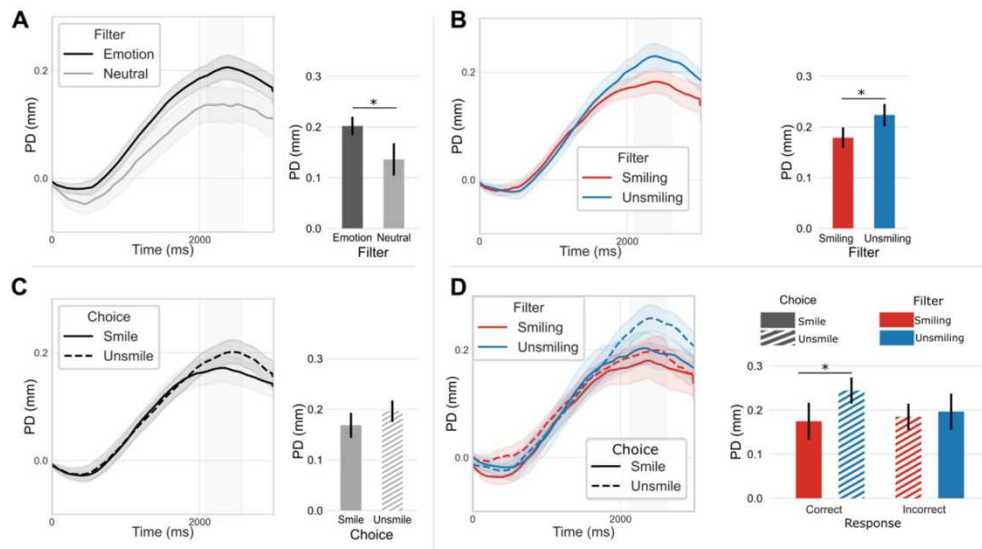 A
Filter
Emotion
Neutral
PD (mm)
0.2
0.0
0
2000
Time (ms)
PD (mm)
0.3
0.2
0.1
0.0
*
Emotion Neutral
Filter
B
PD (mm)
0.2
0.0
Filter
Smiling
Unsmiling
0
2000
Time (ms)
PD (mm)
0.3
0.2
0.1
0.0
*
Smiling Unsmiling
Filter
C
Choice
Smile
Unsmile
PD (mm)
0.2
0.0
0
2000
Time (ms)
PD (mm)
0.3
0.2
0.1
0.0
Smile Unsmile
Choice
D
Filter
Smiling
Unsmiling
PD (mm)
0.2
0.0
Choice
Smile
Unsmile
0
2000
Time (ms)
Choice
Smile
Unsmile
Filter
Smiling
Unsmiling
PD (mm)
0.3
0.2
0.1
0.0
*
Correct Incorrect
Response